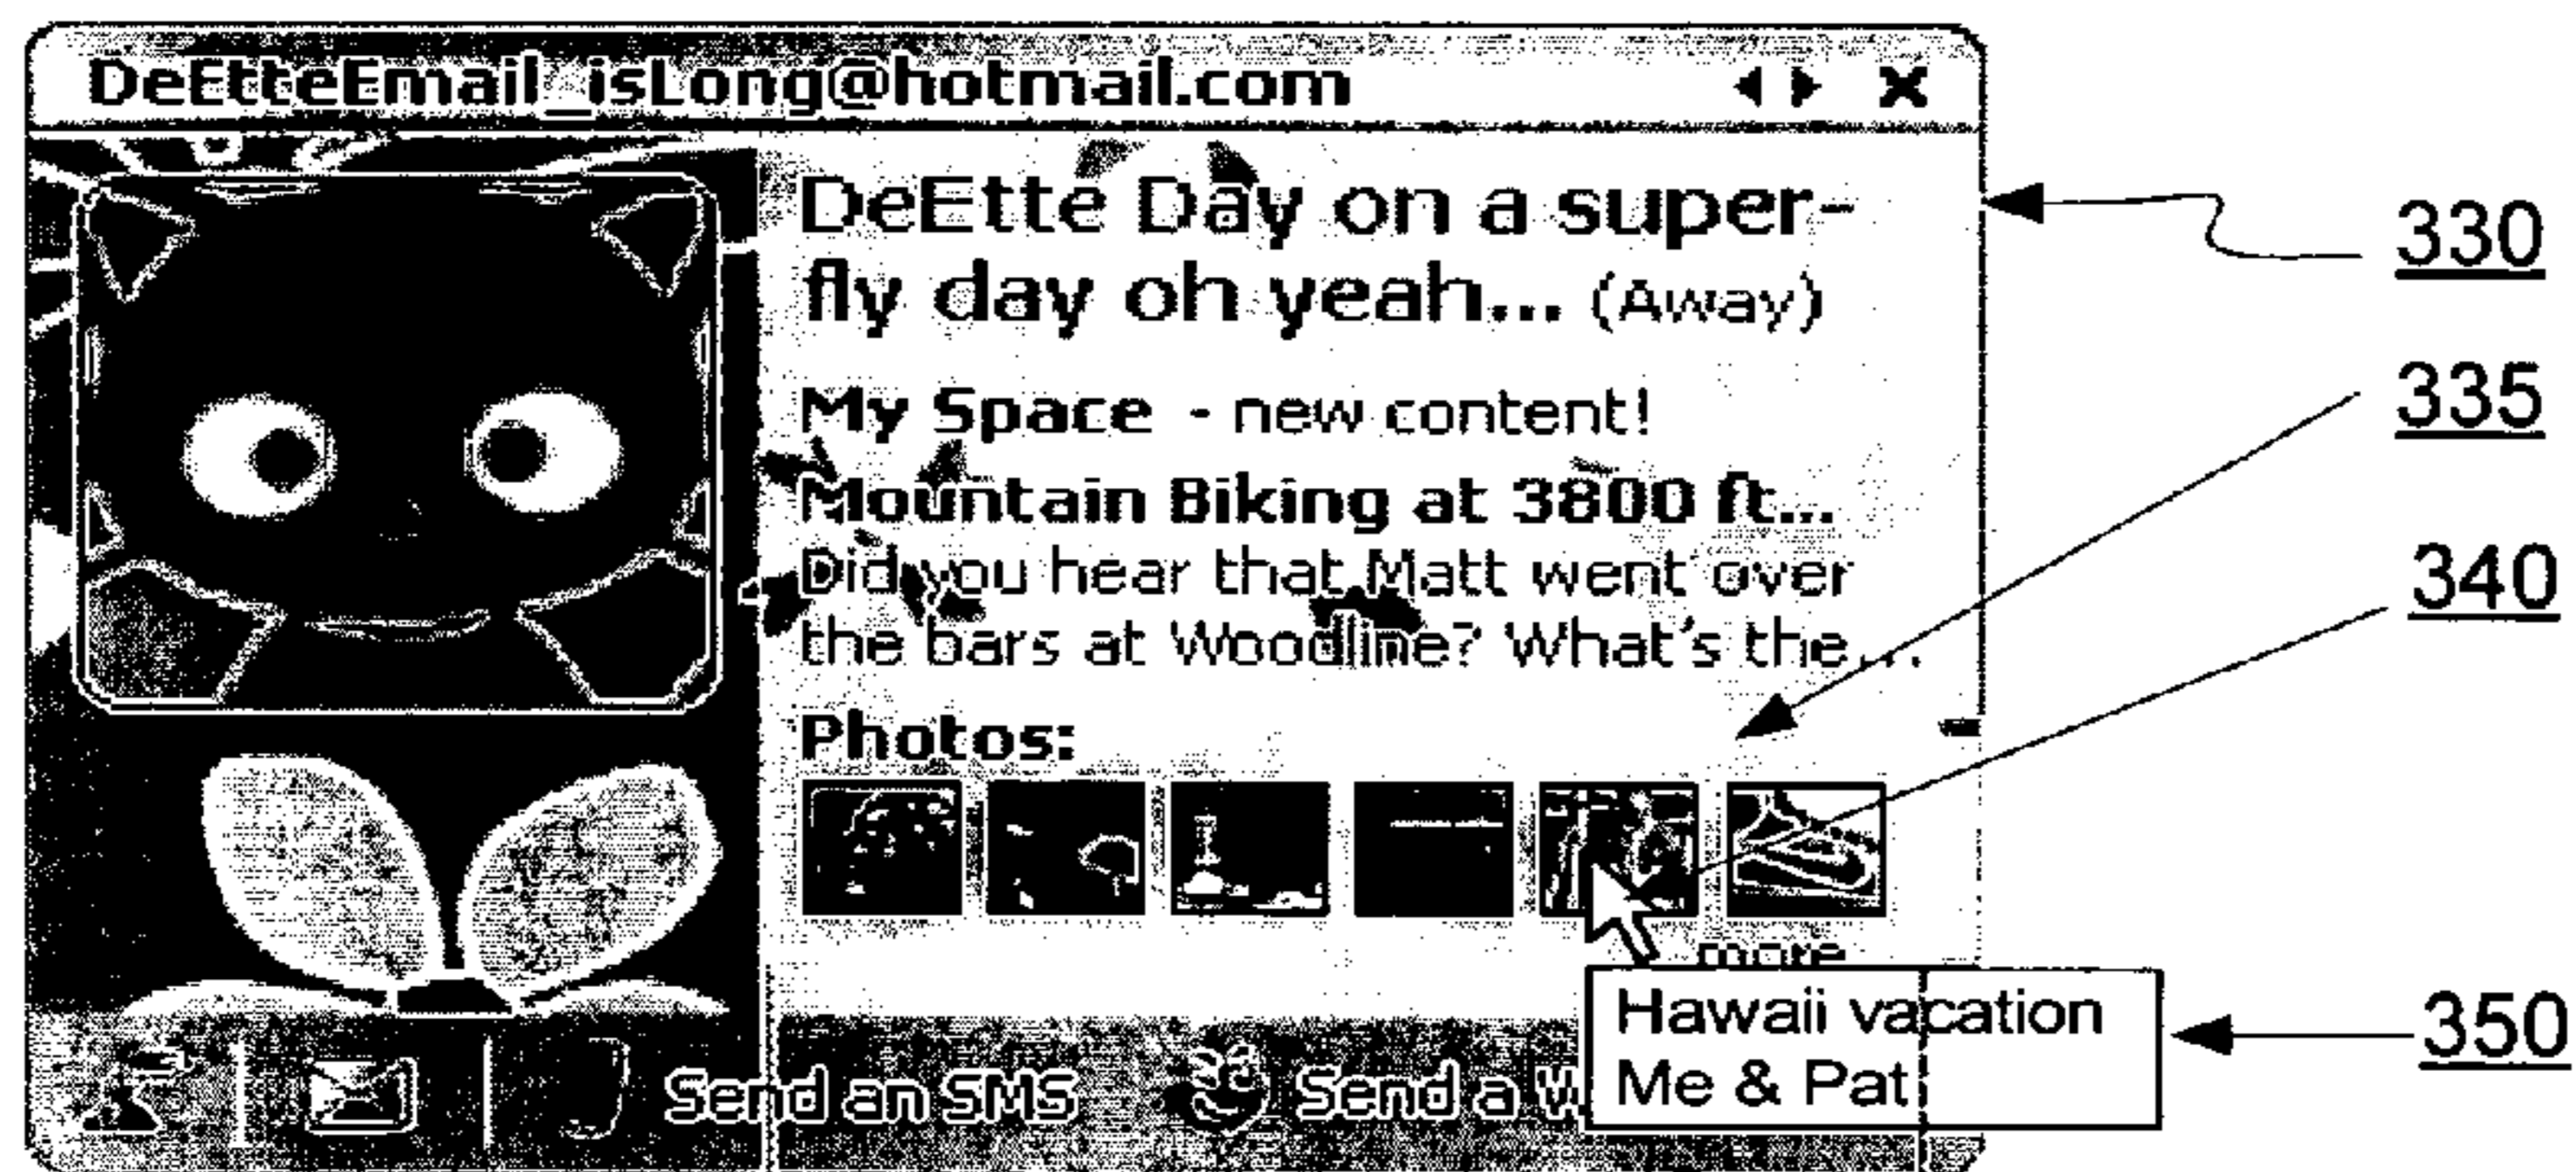 DeEtteEmail_isLong@hotmail.com
DeEtte Day on a super-
fly day oh yeah... (Away)
My Space - new content!
Mountain Biking at 3800 ft...
Did you hear that Matt went over
the bars at Woodline? What's the...
Photos:
more
Hawaii vacation
Me & Pat
Send an SMS
Send a W
330
335
340
350